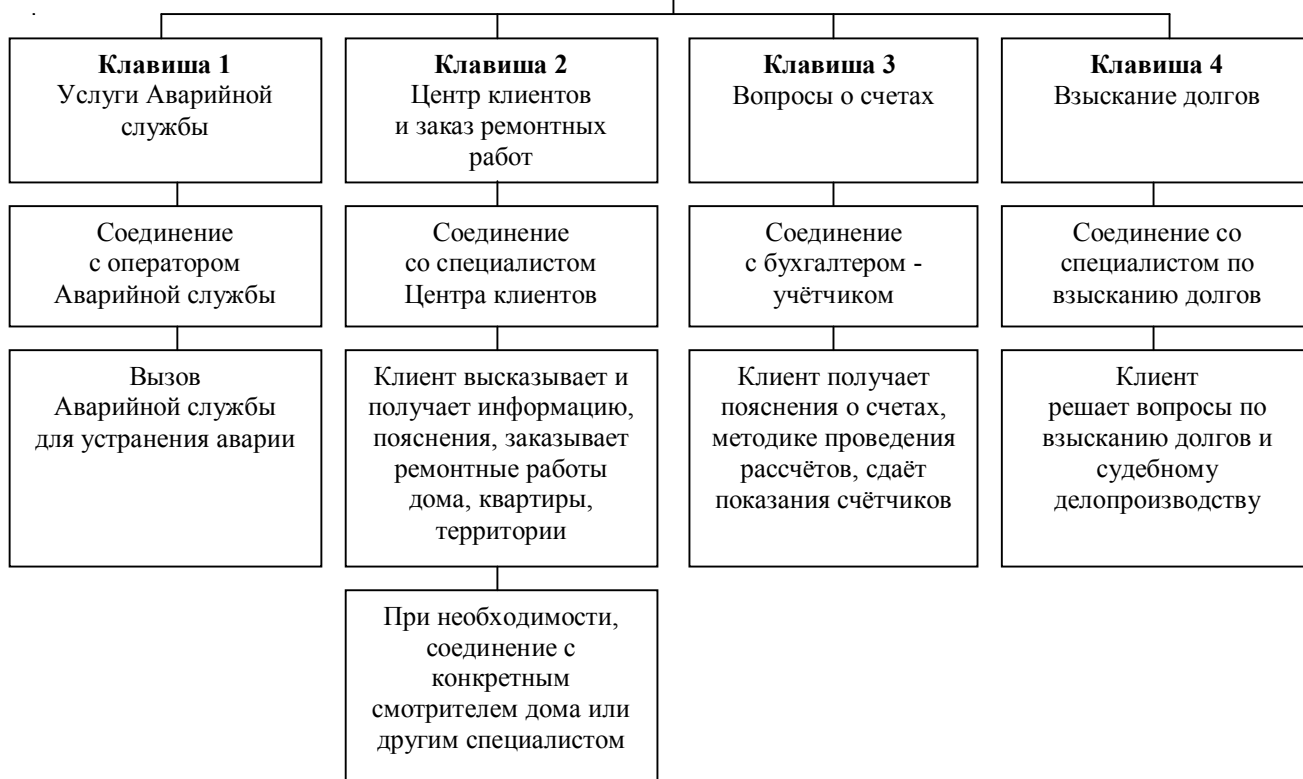 Клавиша 1
Услуги Аварийной
службы
Клавиша 2
Центр клиентов
и заказ ремонтных
работ
Клавиша 3
Вопросы о счетах
Клавиша 4
Взыскание долгов
Соединение
с оператором
Аварийной службы
Соединение
со специалистом
Центра клиентов
Соединение
с бухгалтером -
учётчиком
Соединение со
специалистом по
взысканию долгов
Вызов
Аварийной службы
для устранения аварии
Клиент высказывает и
получает информацию,
пояснения, заказывает
ремонтные работы
дома, квартиры,
территории
Клиент получает
пояснения о счетах,
методике проведения
рассчётов, сдаёт
показания счётчиков
Клиент
решает вопросы по
взысканию долгов и
судебному
делопроизводству
При необходимости,
соединение с
конкретным
смотрителем дома или
другим специалистом